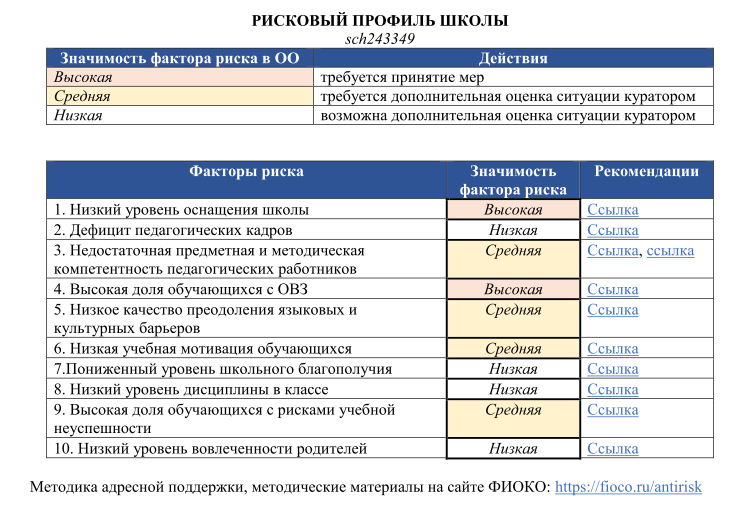 РИСКОВЫЙ ПРОФИЛЬ ШКОЛЫ
sch243349
Значимость фактора риска в ОО Действия
Высокая требуется принятие мер
Средняя требуется дополнительная оценка ситуации куратором
Низкая возможна дополнительная оценка ситуации куратором
Факторы риска Значимость фактора риска Рекомендации
1. Низкий уровень оснащения школы Высокая Ссылка
2. Дефицит педагогических кадров Низкая Ссылка
3. Недостаточная предметная и методическая Средняя Ссылка, ссылка
компетентность педагогических работников
4. Высокая доля обучающихся с ОВЗ Высокая Ссылка
5. Низкое качество преодоления языковых и Средняя Ссылка
культурных барьеров
6. Низкая учебная мотивация обучающихся Средняя Ссылка
7.Пониженный уровень школьного благополучия Низкая Ссылка
8. Низкий уровень дисциплины в классе Низкая Ссылка
9. Высокая доля обучающихся с рисками учебной Средняя Ссылка
неуспешности
10. Низкий уровень вовлеченности родителей Низкая Ссылка
Методика адресной поддержки, методические материалы на сайте ФИОКО: https://fioco.ru/antirisk